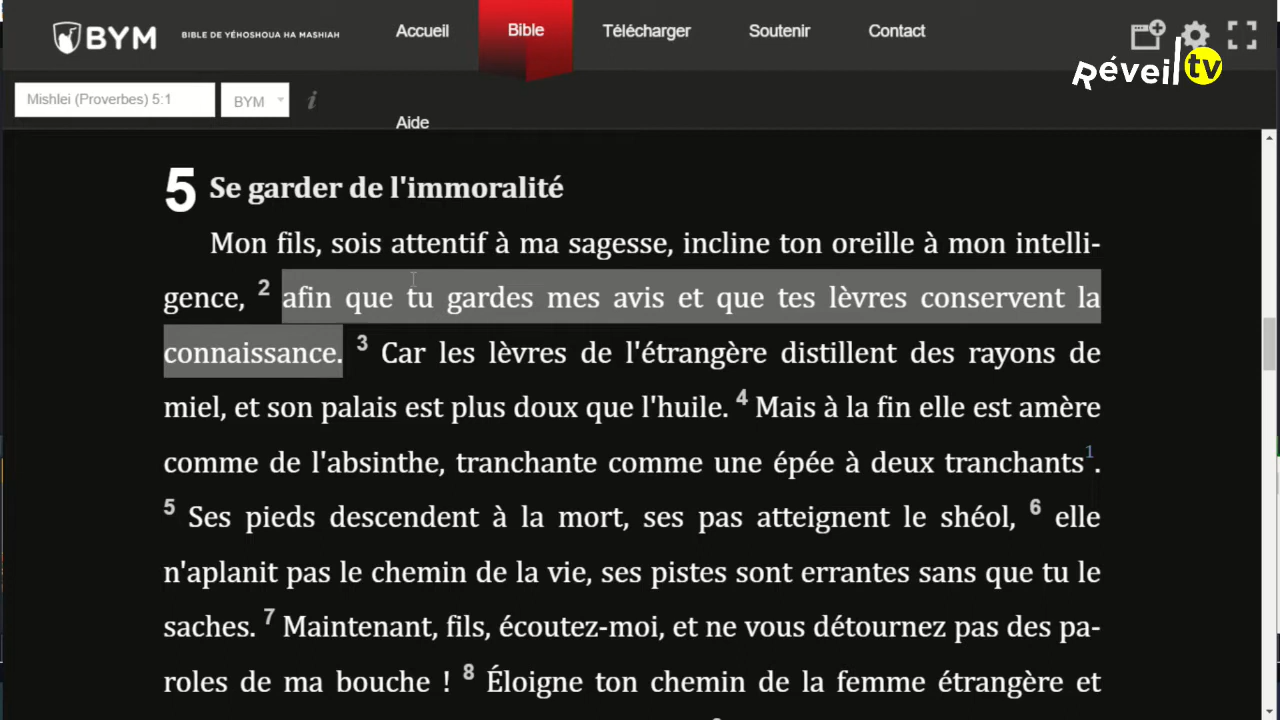 BYM BIBLE DE YÉHOSHOUA HA MASHIAH Accueil Bible Télécharger Soutenir Contact
Réveil tv
Mishlei (Proverbes) 5:1 BYM i
Aide
5 Se garder de l'immoralité
Mon fils, sois attentif à ma sagesse, incline ton oreille à mon intelli-
gence, 2 afin que tu gardes mes avis et que tes lèvres conservent la
connaissance. 3 Car les lèvres de l'étrangère distillent des rayons de
miel, et son palais est plus doux que l'huile. 4 Mais à la fin elle est amère
comme de l'absinthe, tranchante comme une épée à deux tranchants1.
5 Ses pieds descendent à la mort, ses pas atteignent le shéol, 6 elle
n'aplanit pas le chemin de la vie, ses pistes sont errantes sans que tu le
saches. 7 Maintenant, fils, écoutez-moi, et ne vous détournez pas des pa-
roles de ma bouche ! 8 Éloigne ton chemin de la femme étrangère et